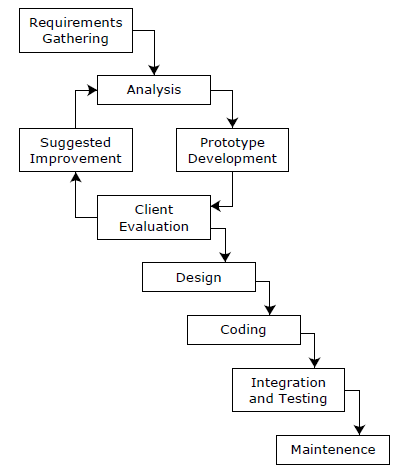 Requirements
Gathering
Analysis
Suggested
Improvement
Prototype
Development
Client
Evaluation
Design
Coding
Integration
and Testing
Maintenence